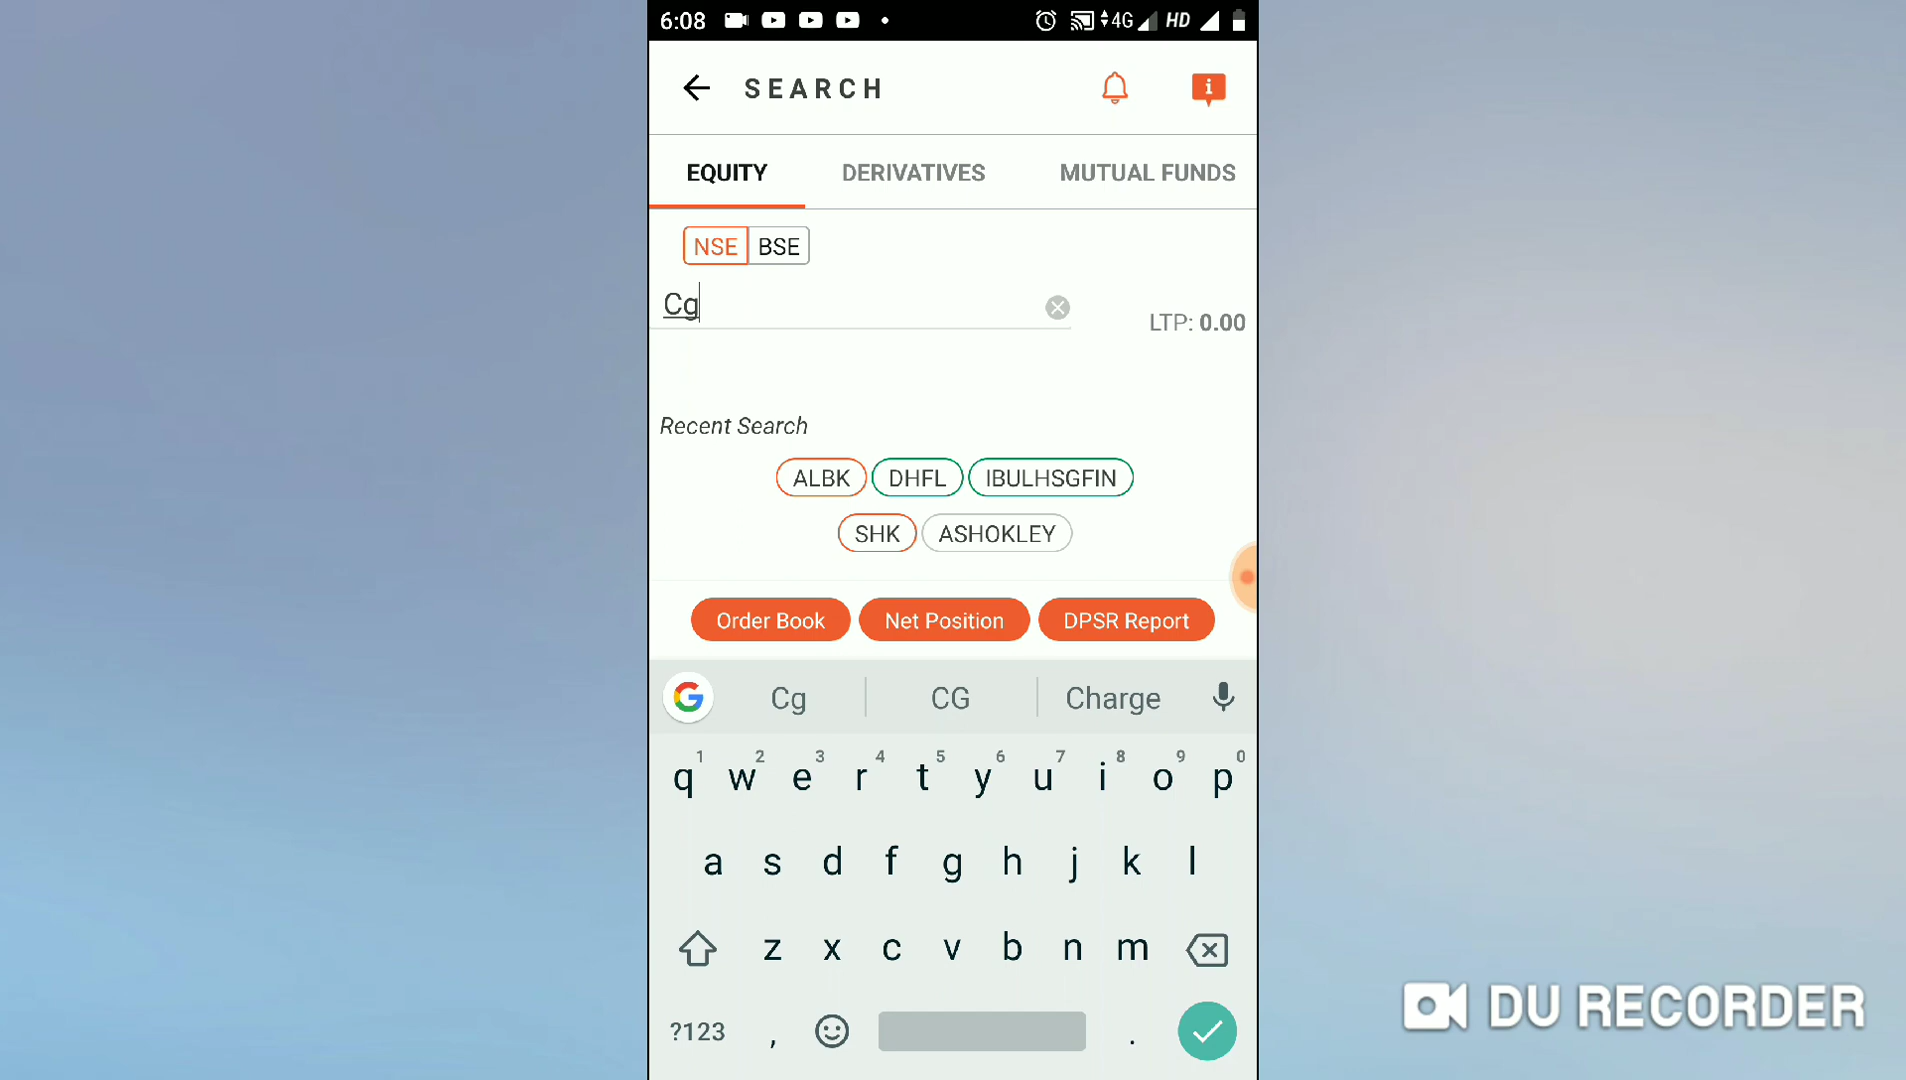 6:08 4G HD
SEARCH
EQUITY DERIVATIVES MUTUAL FUNDS
NSE BSE
Cg
LTP: 0.00
Recent Search
ALBK DHFL IBULHSGFIN
SHK ASHOKLEY
Order Book Net Position DPSR Report
G Cg CG Charge
1 2 3 4 5 6 7 8 9 0
q w e r t y u i o p
a s d f g h j k l
z x c v b n m
?123 , .
DU RECORDER